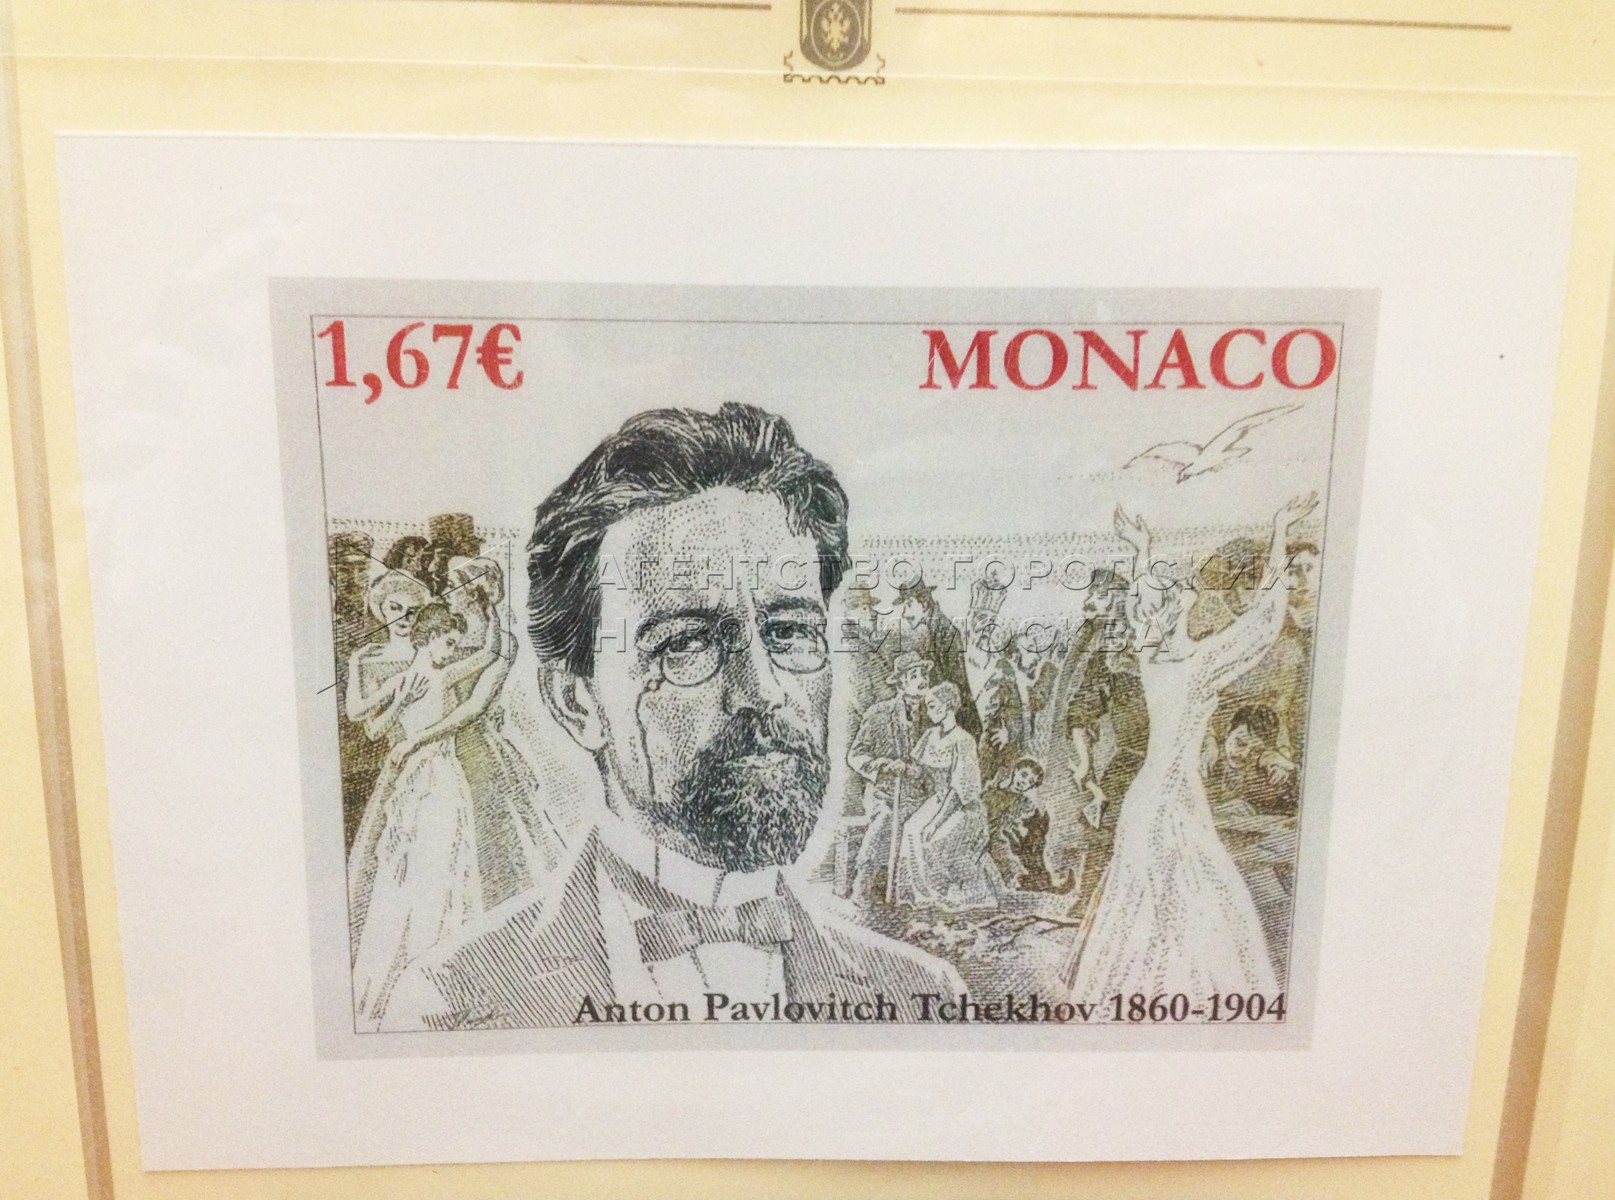 1,67€ MONACO
АГЕНТСТВО ГОРОДСКИХ
НОВОСТЕЙ МОСКВА
Anton Pavlovitch Tchekhov 1860-1904